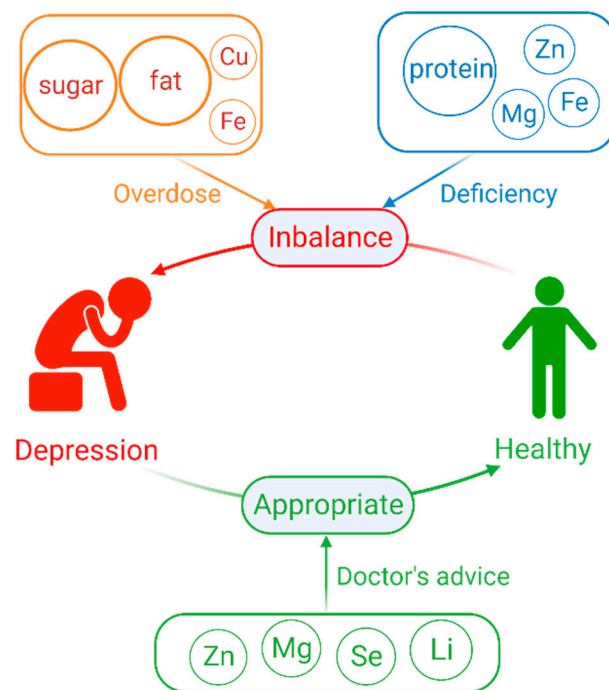 sugar
fat
Cu
Fe
protein
Zn
Mg
Fe
Overdose
Deficiency
Inbalance
Depression
Healthy
Appropriate
Doctor's advice
Zn
Mg
Se
Li